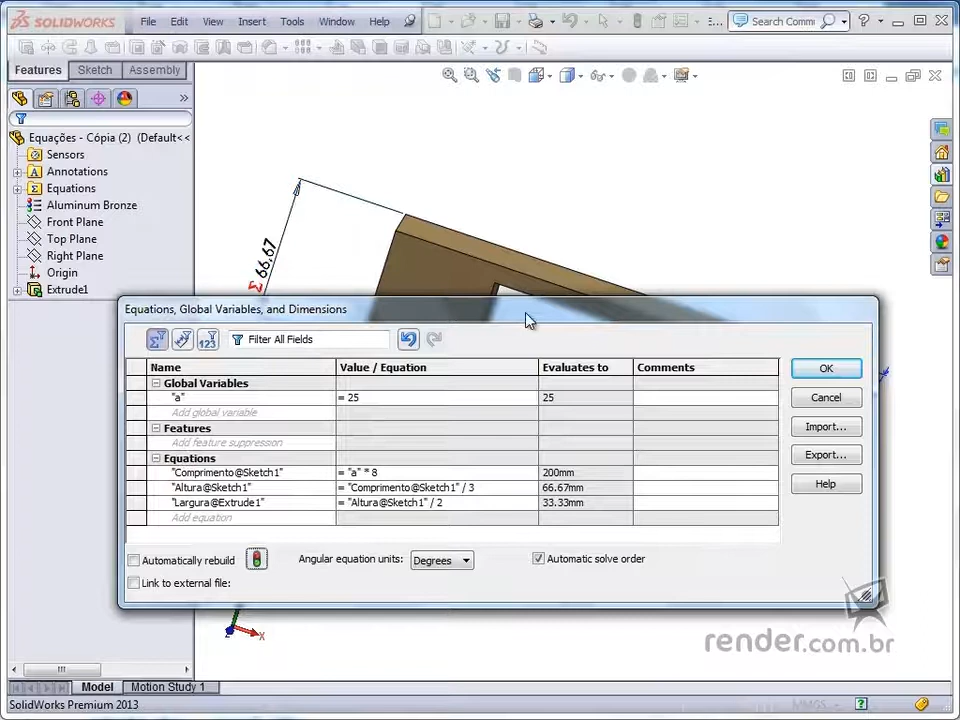 SOLIDWORKS File Edit View Insert Tools Window Help Search Comm
Features Sketch Assembly
Equações - Cópia (2) (Default<<
Sensors
Annotations
Equations
Aluminum Bronze
Front Plane
Top Plane
Right Plane
Origin
Extrude1
Σ 66,67
Equations, Global Variables, and Dimensions
Filter All Fields
Name Value / Equation Evaluates to Comments
Global Variables
"a" = 25 25
Add global variable
Features
Add feature suppression
Equations
"Comprimento@Sketch1" = "a" * 8 200mm
"Altura@Sketch1" = "Comprimento@Sketch1" / 3 66.67mm
"Largura@Extrude1" = "Altura@Sketch1" / 2 33.33mm
Add equation
OK
Cancel
Import...
Export...
Help
Automatically rebuild Angular equation units: Degrees Automatic solve order
Link to external file:
render.com.br
Model Motion Study 1
SolidWorks Premium 2013 MMGS